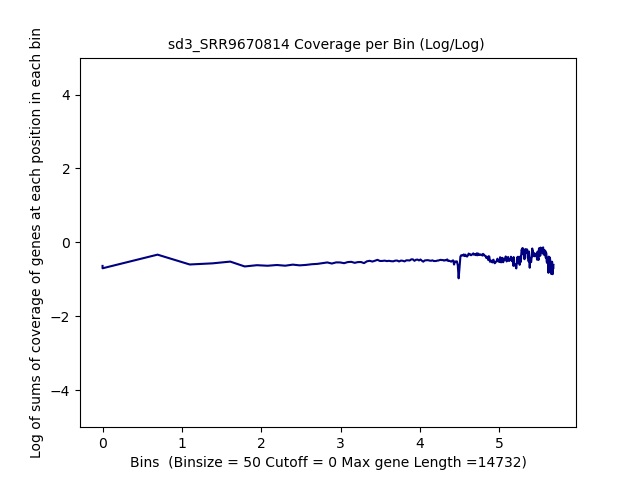 sd3_SRR9670814 Coverage per Bin (Log/Log)
Log of sums of coverage of genes at each position in each bin
4
2
0
−2
−4
0 1 2 3 4 5
Bins  (Binsize = 50 Cutoff = 0 Max gene Length =14732)